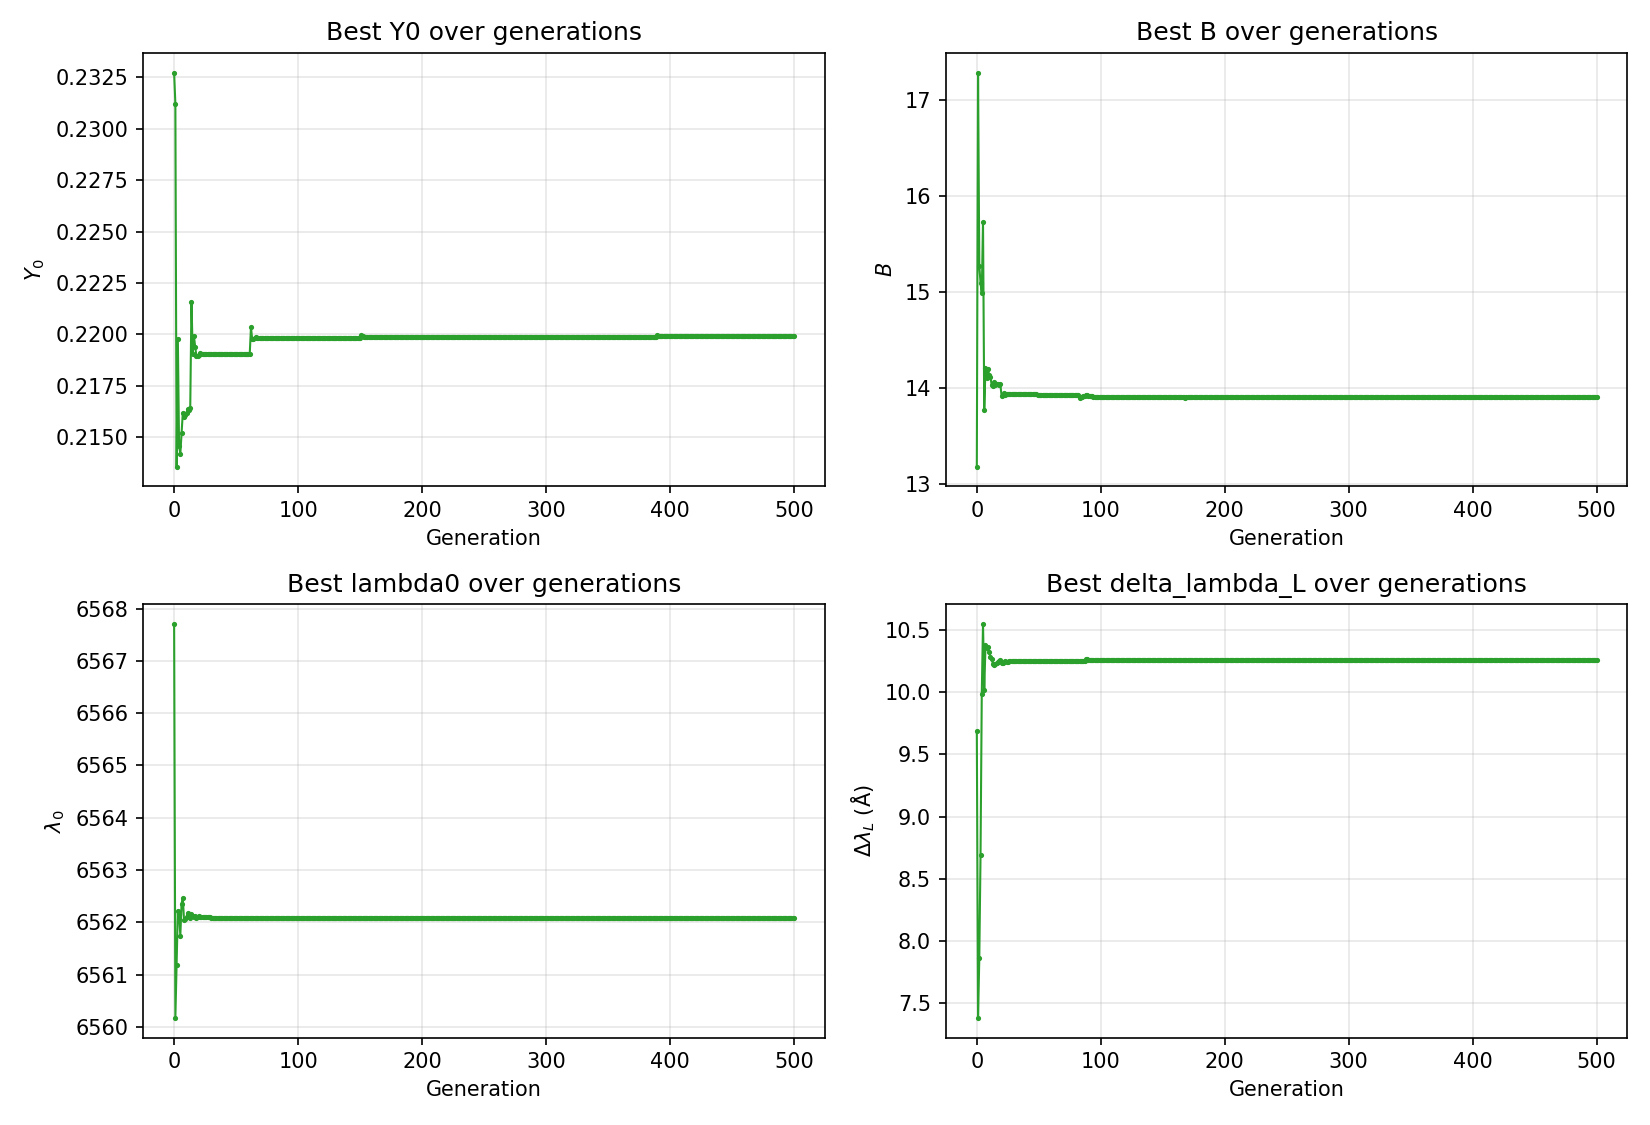 Best Y0 over generations
0.2325
0.2300
0.2275
0.2250
0.2225
0.2200
0.2175
0.2150
Y₀
0 100 200 300 400 500
Generation
Best B over generations
17
16
15
14
13
B
0 100 200 300 400 500
Generation
Best lambda0 over generations
6568
6567
6566
6565
6564
6563
6562
6561
6560
λ₀
0 100 200 300 400 500
Generation
Best delta_lambda_L over generations
10.5
10.0
9.5
9.0
8.5
8.0
7.5
Δλ_L (Å)
0 100 200 300 400 500
Generation